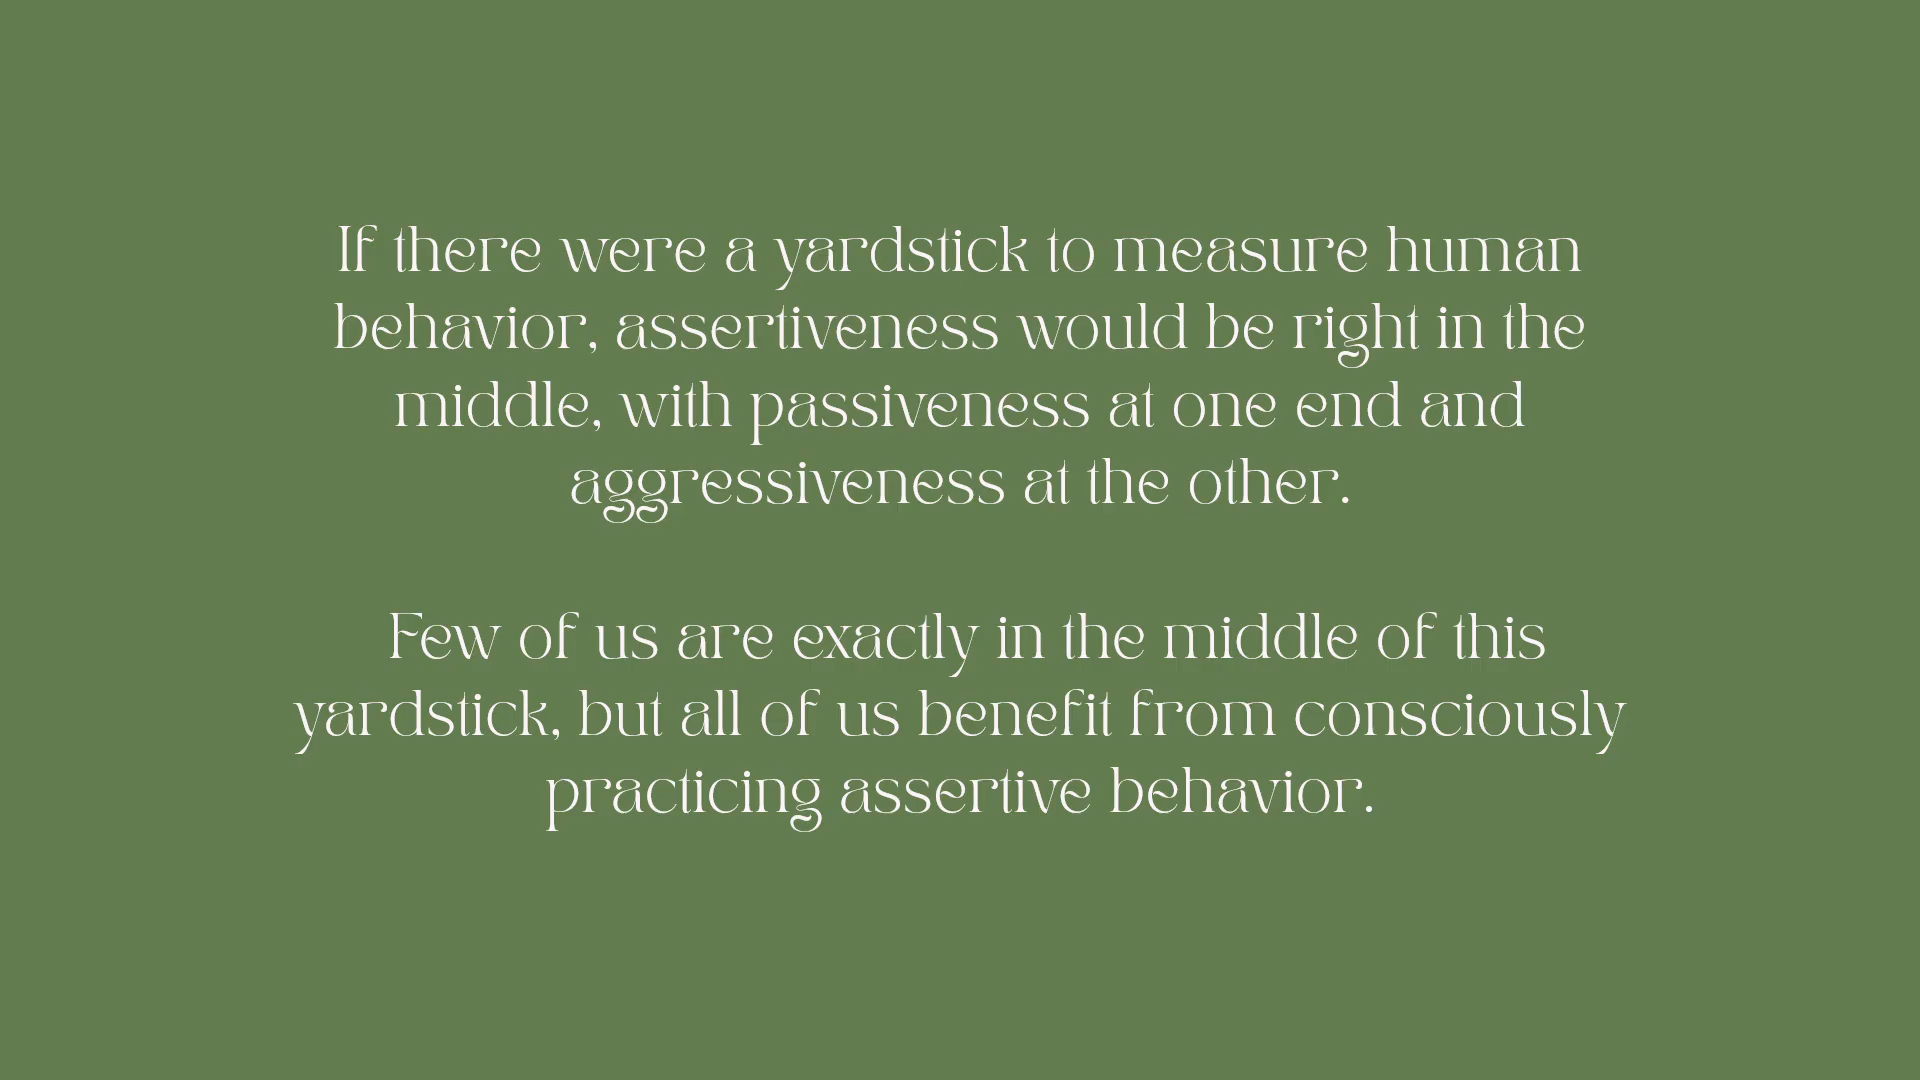 If there were a yardstick to measure human
behavior, assertiveness would be right in the
middle, with passiveness at one end and
aggressiveness at the other.
Few of us are exactly in the middle of this
yardstick, but all of us benefit from consciously
practicing assertive behavior.